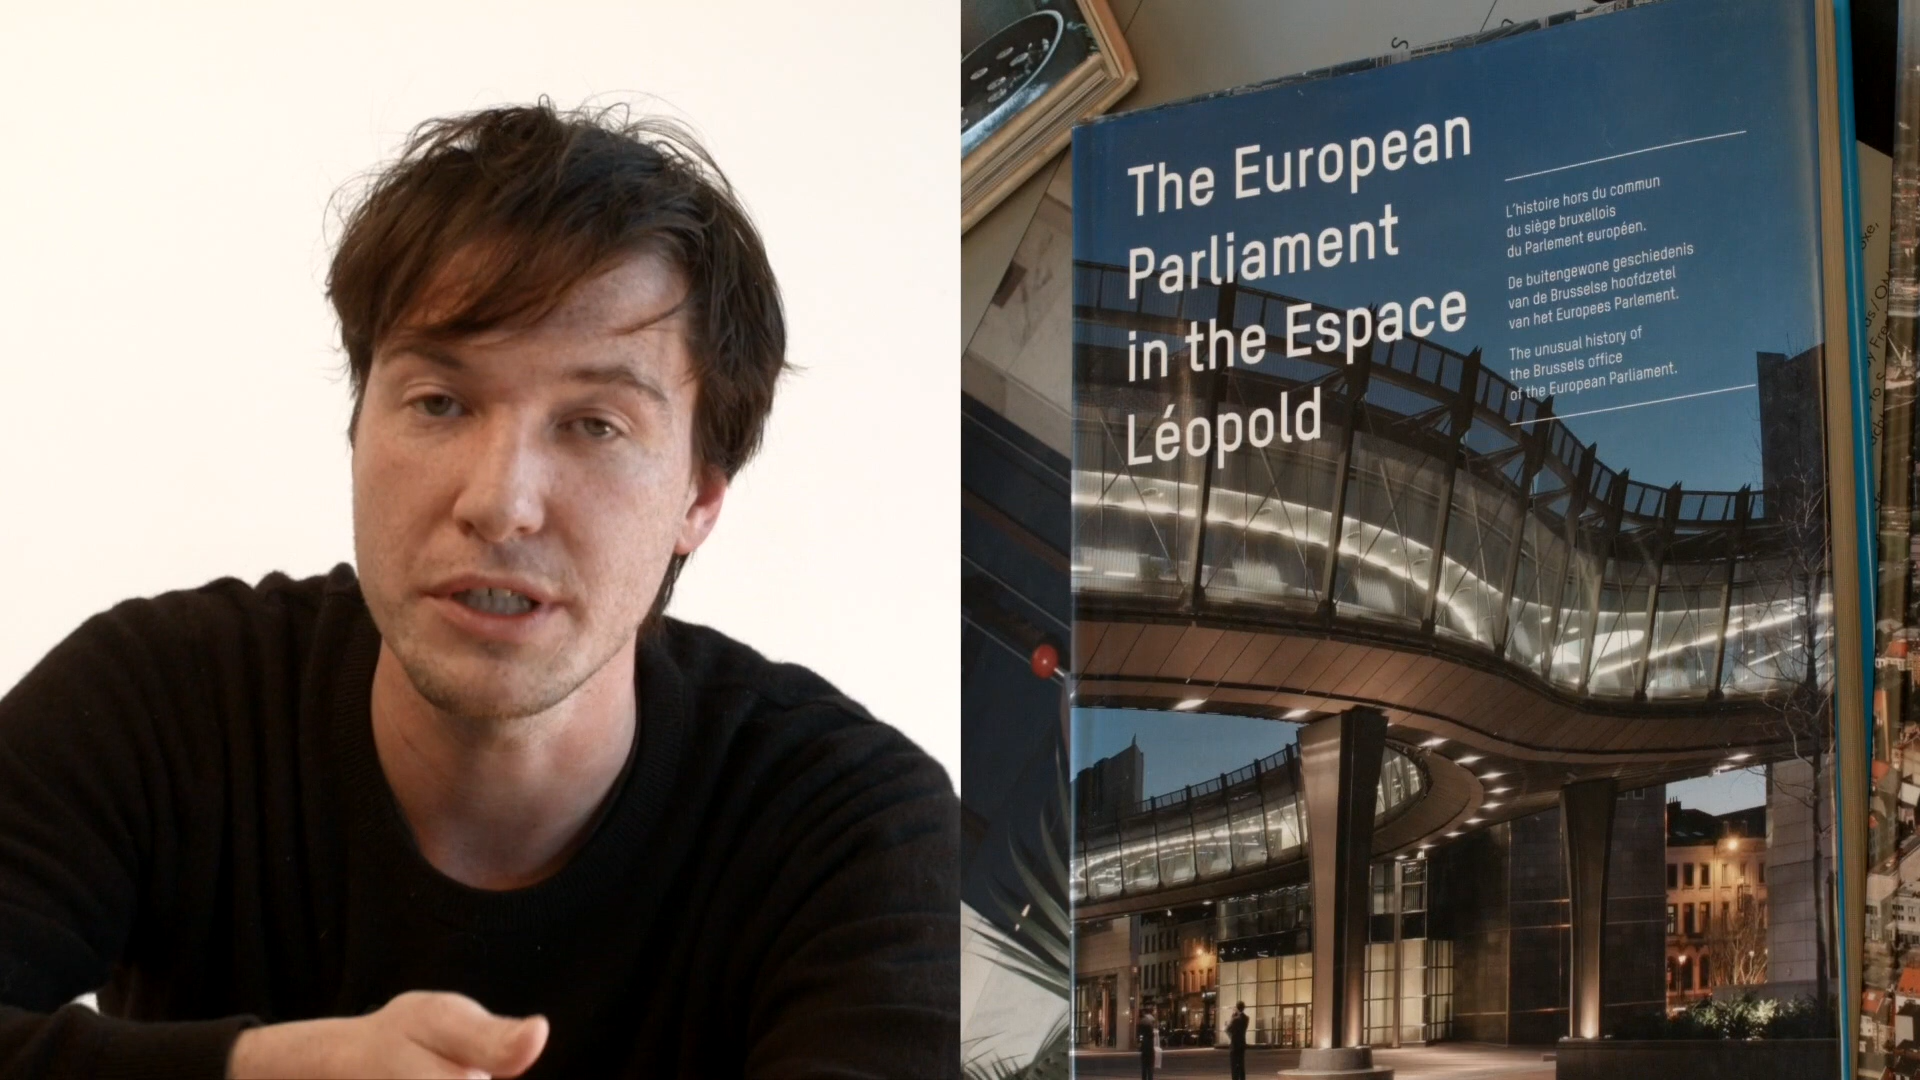 The European
Parliament
in the Espace
Léopold
L'histoire hors du commun
du siège bruxellois
du Parlement européen.
De buitengewone geschiedenis
van de Brusselse hoofdzetel
van het Europees Parlement.
The unusual history of
the Brussels office
of the European Parliament.